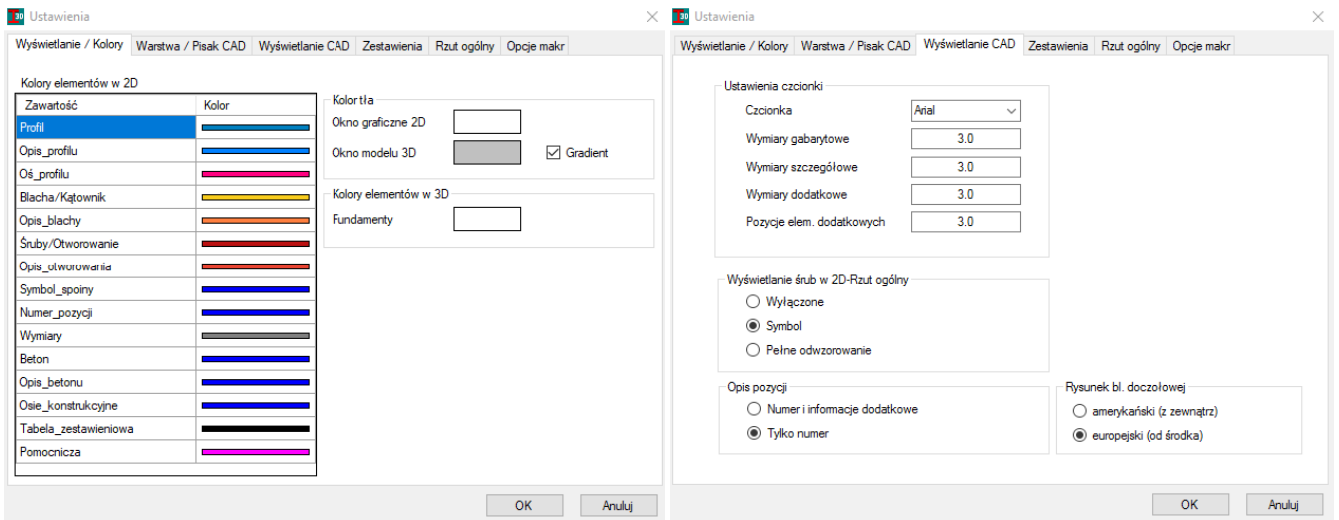 3D Ustawienia
Wyświetlanie / Kolory Warstwa / Pisak CAD Wyświetlanie CAD Zestawienia Rzut ogólny Opcje makr
Kolory elementów w 2D
Zawartość Kolor
Profil
Opis_profilu
Oś_profilu
Blacha/Kątownik
Opis_blachy
Śruby/Otworowanie
Opis_otworowania
Symbol_spoiny
Numer_pozycji
Wymiary
Beton
Opis_betonu
Osie_konstrukcyjne
Tabela_zestawieniowa
Pomocnicza
Kolor tła
Okno graficzne 2D
Okno modelu 3D Gradient
Kolory elementów w 3D
Fundamenty
OK Anuluj
3D Ustawienia
Wyświetlanie / Kolory Warstwa / Pisak CAD Wyświetlanie CAD Zestawienia Rzut ogólny Opcje makr
Ustawienia czcionki
Czcionka Arial
Wymiary gabarytowe 3.0
Wymiary szczegółowe 3.0
Wymiary dodatkowe 3.0
Pozycje elem. dodatkowych 3.0
Wyświetlanie śrub w 2D-Rzut ogólny
Wyłączone
Symbol
Pełne odwzorowanie
Opis pozycji
Numer i informacje dodatkowe
Tylko numer
Rysunek bl. doczołowej
amerykański (z zewnątrz)
europejski (od środka)
OK Anuluj